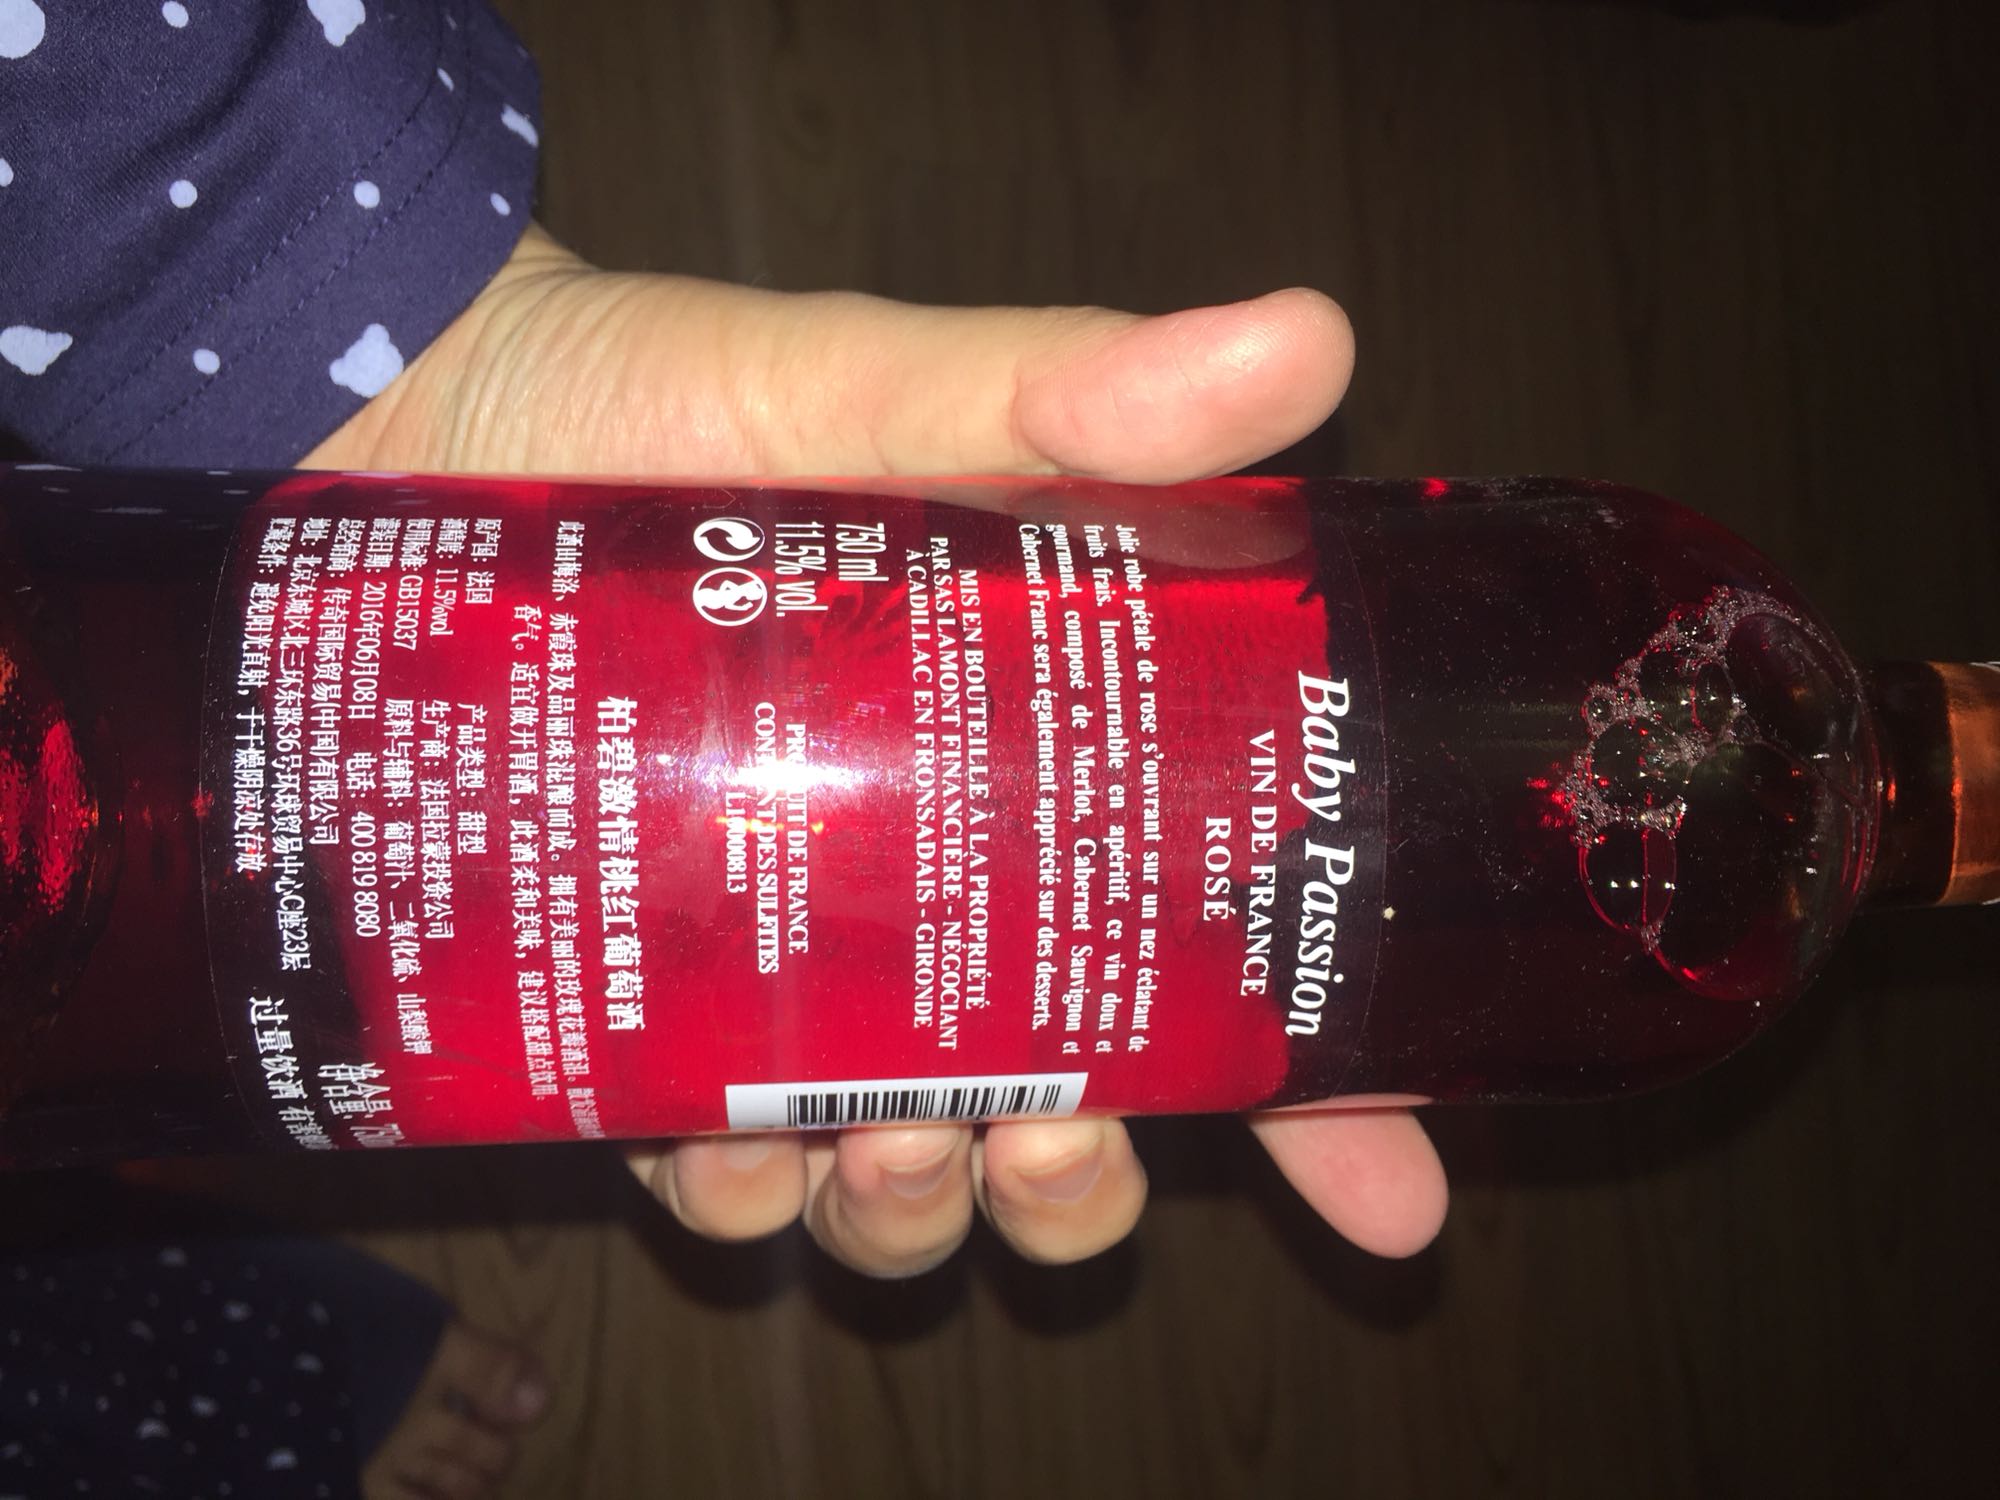 Baby Passion
VIN DE FRANCE
ROSÉ
Jolie robe pétale de rose s'ouvrant sur un nez éclatant de
fruits frais. Incontournable en apéritif, ce vin doux et
gourmand, composé de Merlot, Cabernet Sauvignon et
Cabernet Franc sera également apprécié sur des desserts.
MIS EN BOUTEILLE À LA PROPRIÉTÉ
PAR SAS LAMONT FINANCIERE - NÉGOCIANT
À CADILLAC EN FRONSADAIS - GIRONDE
750 ml
11.5% vol.
PRODUIT DE FRANCE
CONTIENT DES SULFITES
L1000813
柏碧激情桃红葡萄酒
此酒由梅洛、赤霞珠及品丽珠混酿而成。拥有美丽的玫瑰花瓣酒泪。
香气。适宜做开胃酒，此酒柔和美味，建议搭配甜点饮用。
原产国：法国 产品类型：甜型
酒精度：11.5%vol 生产商：法国拉蒙投资公司
使用标准：GB15037 原料与辅料：葡萄汁、二氧化硫、山梨酸钾
灌装日期：2016年06月08日 电话：400 819 8080
总经销商：传奇国际贸易(中国)有限公司 净含量：
地址：北京东城区北三环东路36号环球贸易中心C座23层
贮藏条件：避免阳光直射，于干燥阴凉处存放 过量饮酒 有害